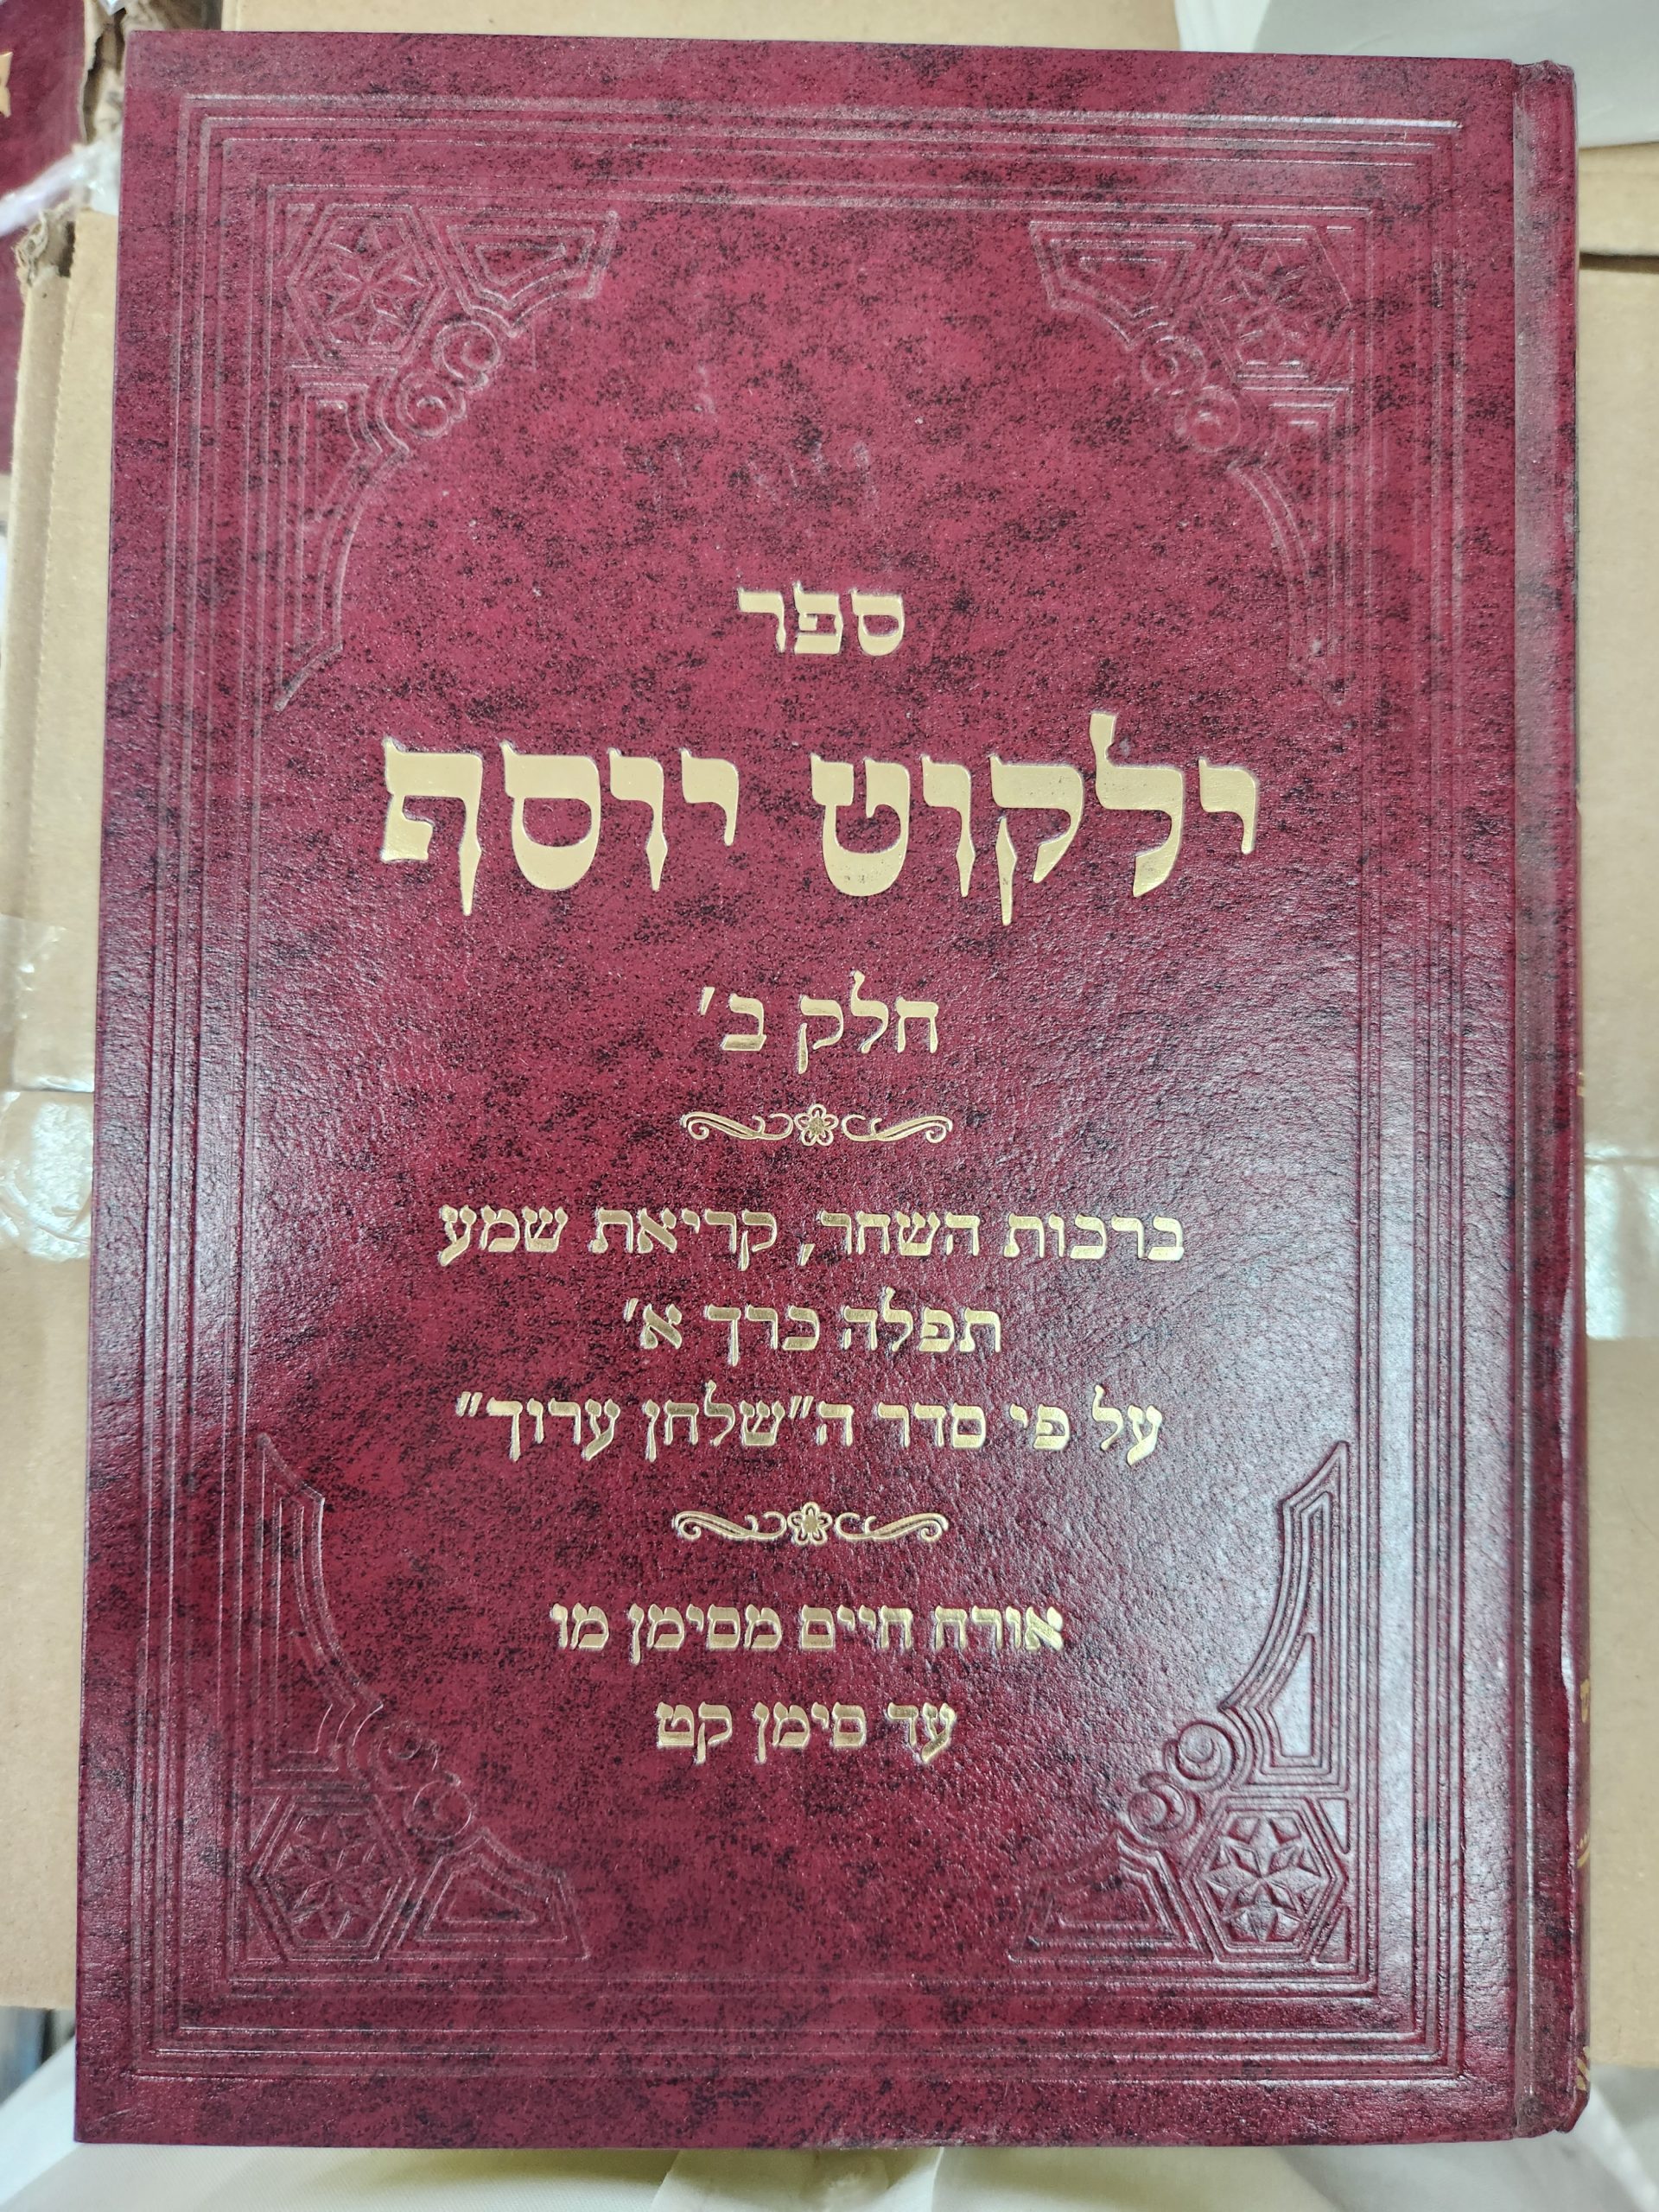 ספר
ילקוט יוסף
חלק ב'
ברכות השחר, קריאת שמע
תפלה כרך א'
על פי סדר ה"שלחן ערוך"
אורח חיים מסימן מו
עד סימן קט